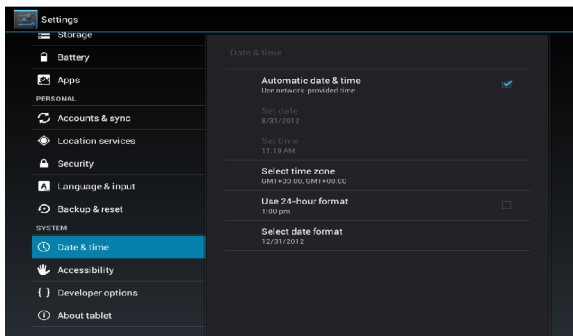 Settings
Storage
Battery
Apps
PERSONAL
Accounts & sync
Location services
Security
Language & input
Backup & reset
SYSTEM
Date & time
Accessibility
{ } Developer options
About tablet
Date & time
Automatic date & time
Use network-provided time
Set date
8/31/2012
Set time
11:19 AM
Select time zone
GMT+00:00, GMT+00:00
Use 24-hour format
1:00 pm
Select date format
12/31/2012